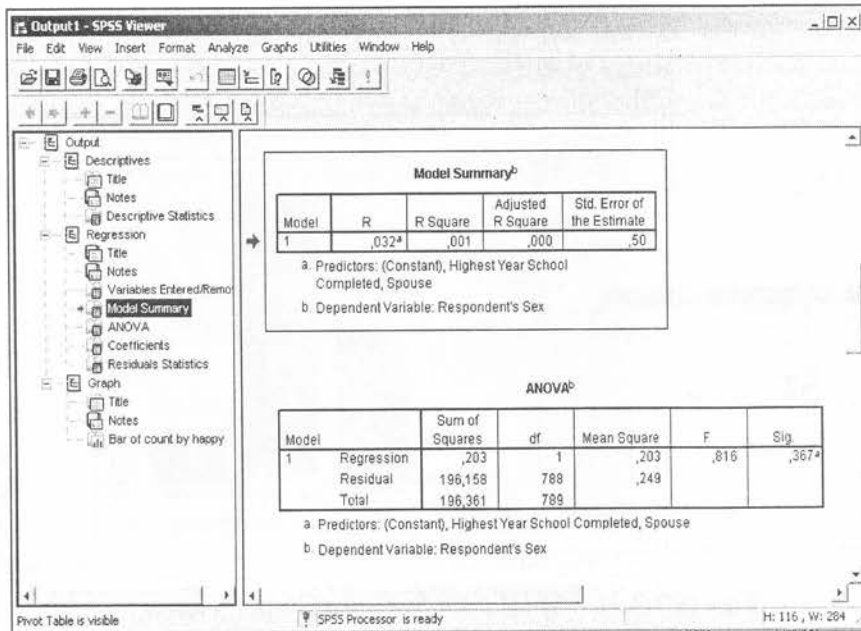 Output1 - SPSS Viewer
File Edit View Insert Format Analyze Graphs Utilities Window Help
Output
Descriptives
Title
Notes
Descriptive Statistics
Regression
Title
Notes
Variables Entered/Remo
Model Summary
ANOVA
Coefficients
Residuals Statistics
Graph
Title
Notes
Bar of count by happy
Model Summaryb
Model R R Square Adjusted R Square Std. Error of the Estimate
1 ,032a ,001 ,000 ,50
a. Predictors: (Constant), Highest Year School
Completed, Spouse
b. Dependent Variable: Respondent's Sex
ANOVAb
Model Sum of Squares df Mean Square F Sig.
1 Regression ,203 1 ,203 ,816 ,367a
Residual 196,158 788 ,249
Total 196,361 789
a. Predictors: (Constant), Highest Year School Completed, Spouse
b. Dependent Variable: Respondent's Sex
Pivot Table is visible
SPSS Processor is ready
H: 116 , W: 284